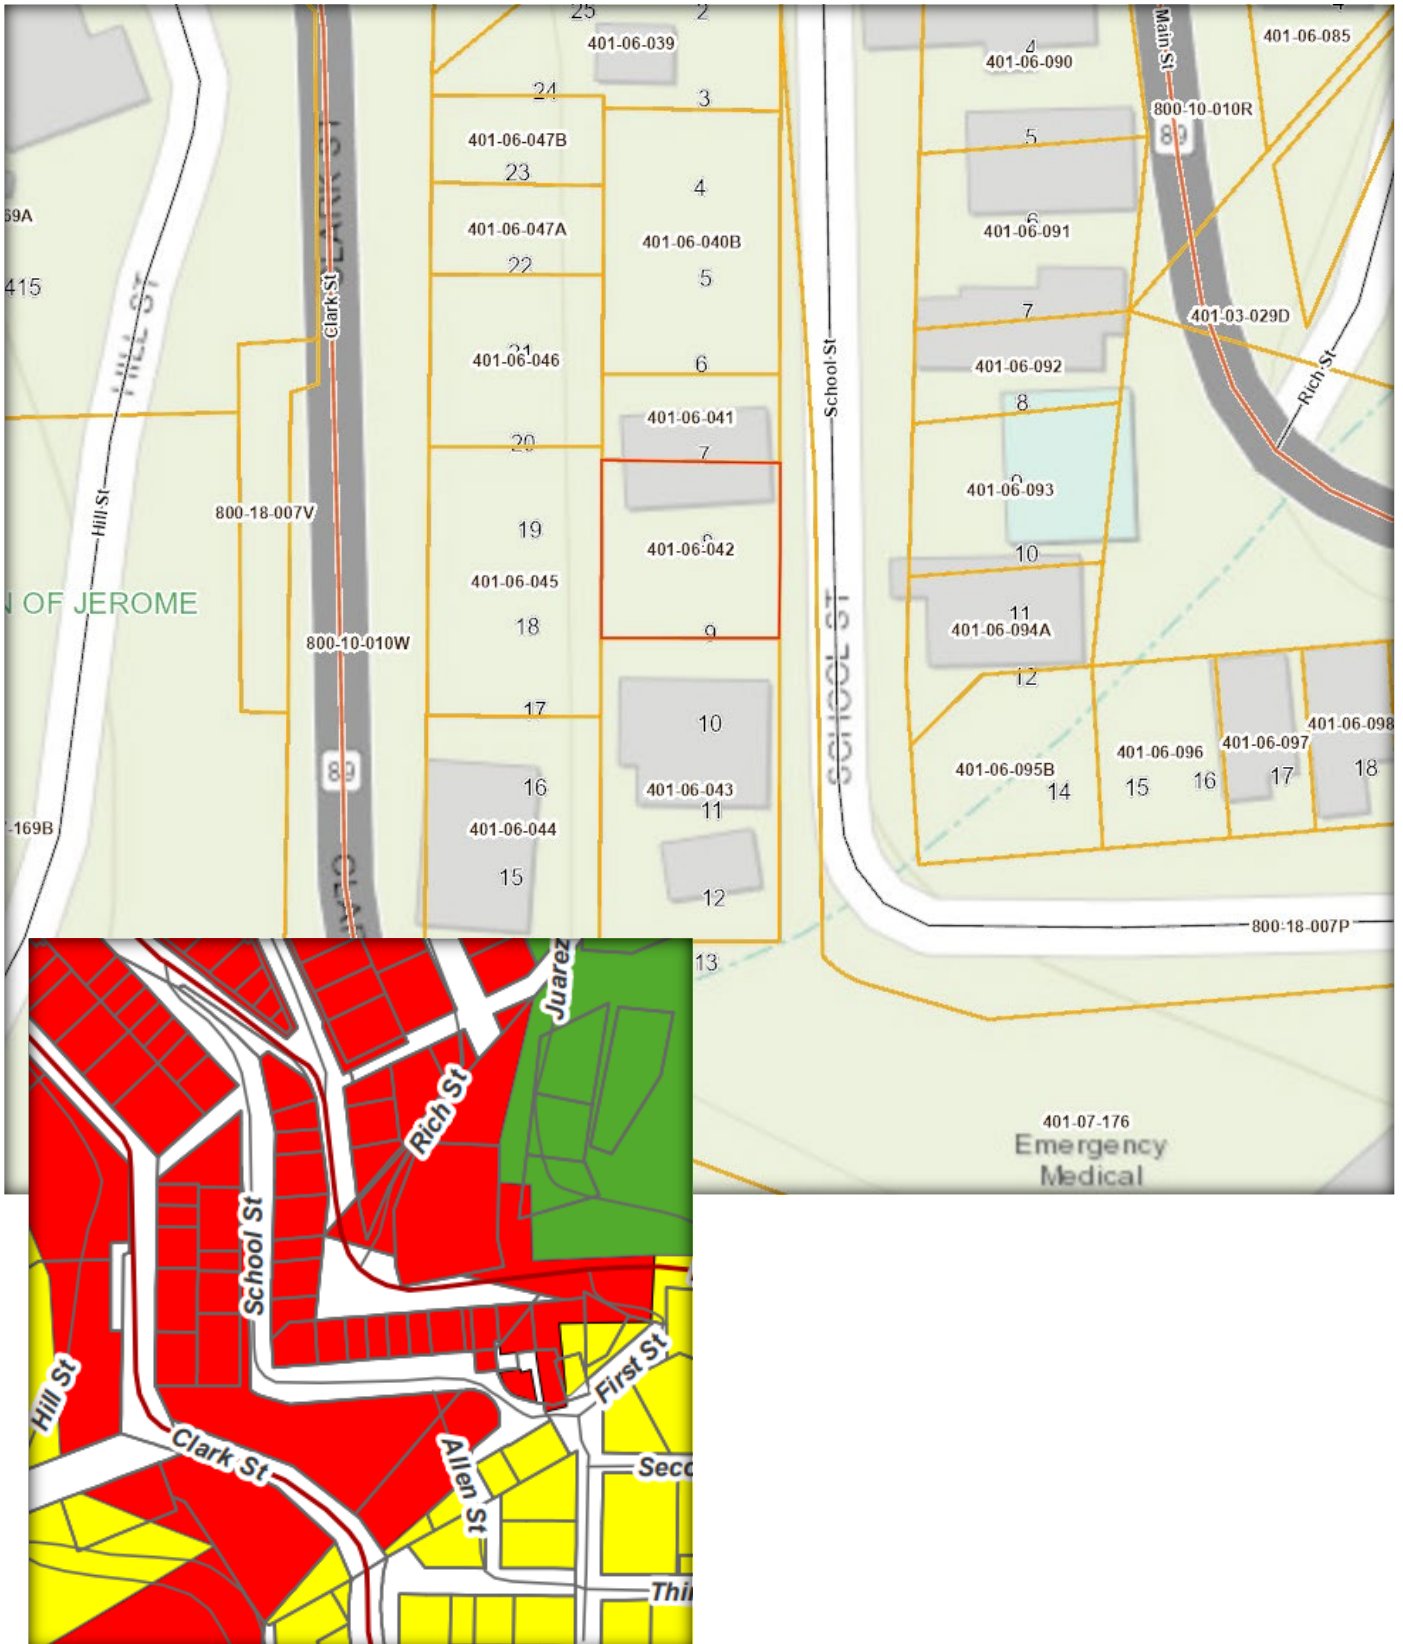 25
2
401-06-039
4
401-06-090
Main St
401-06-085
24
3
800-10-010R
89
401-06-047B
5
23
4
CLARK ST
69A
401-06-047A
401-06-040B
6
401-06-091
22
5
415
HILL ST
Clark St
7
401-03-029D
21
401-06-046
6
401-06-092
School St
Rich St
401-06-041
8
20
7
Hill St
800-18-007V
401-06-093
19
401-06-042
10
401-06-045
OF JEROME
18
9
11
401-06-094A
800-10-010W
SCHOOL ST
12
17
10
401-06-098
401-06-097
401-06-096
89
401-06-095B
16
401-06-043
14
15
16
17
18
11
-169B
401-06-044
15
12
800-18-007P
13
Juarez
Rich St
401-07-176
Emergency
Medical
School St
Hill St
First St
Clark St
Allen St